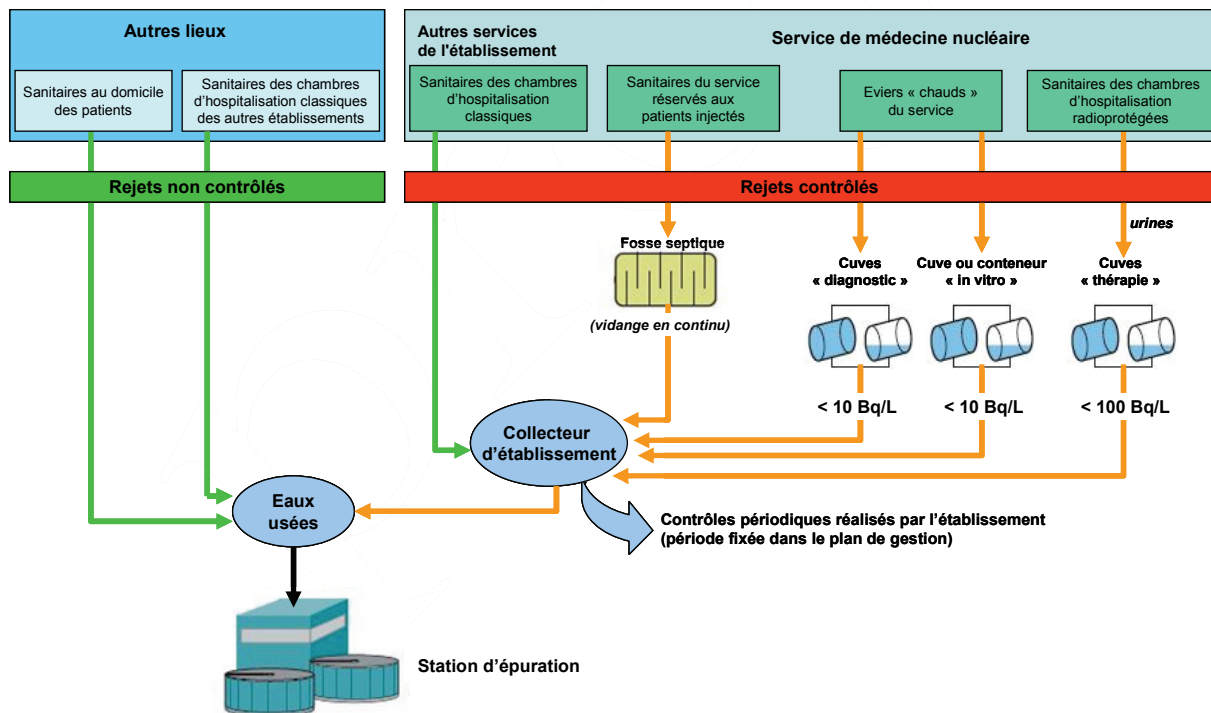 Autres lieux
Sanitaires au domicile
des patients
Sanitaires des chambres
d'hospitalisation classiques
des autres établissements
Autres services
de l'établissement
Service de médecine nucléaire
Sanitaires des chambres
d'hospitalisation
classiques
Sanitaires du service
réservés aux
patients injectés
Eviers « chauds »
du service
Sanitaires des chambres
d'hospitalisation
radioprotégées
Rejets non contrôlés
Rejets contrôlés
urines
Fosse septique
(vidange en continu)
Cuves
« diagnostic »
Cuve ou conteneur
« in vitro »
Cuves
« thérapie »
< 10 Bq/L
< 10 Bq/L
< 100 Bq/L
Collecteur
d'établissement
Eaux
usées
Contrôles périodiques réalisés par l'établissement
(période fixée dans le plan de gestion)
Station d'épuration